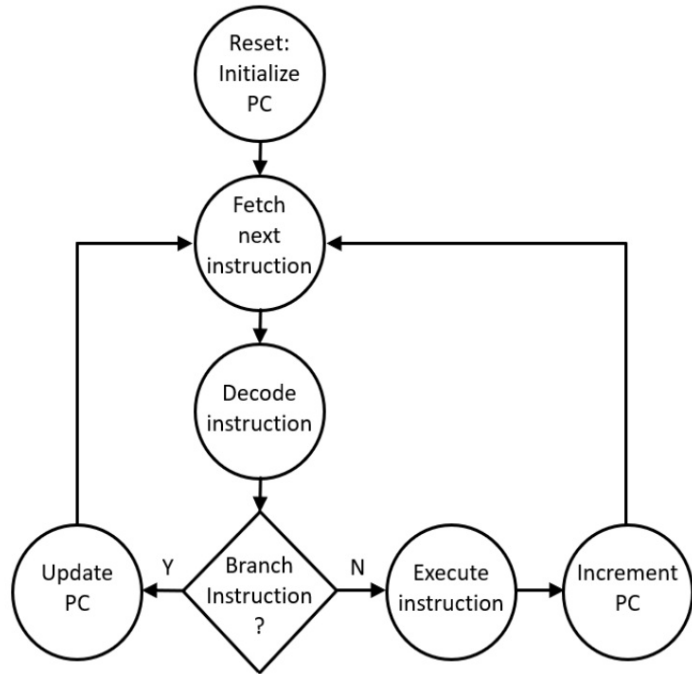 Reset:
Initialize
PC
Fetch
next
instruction
Decode
instruction
Branch
Instruction
?
Y
N
Update
PC
Execute
instruction
Increment
PC